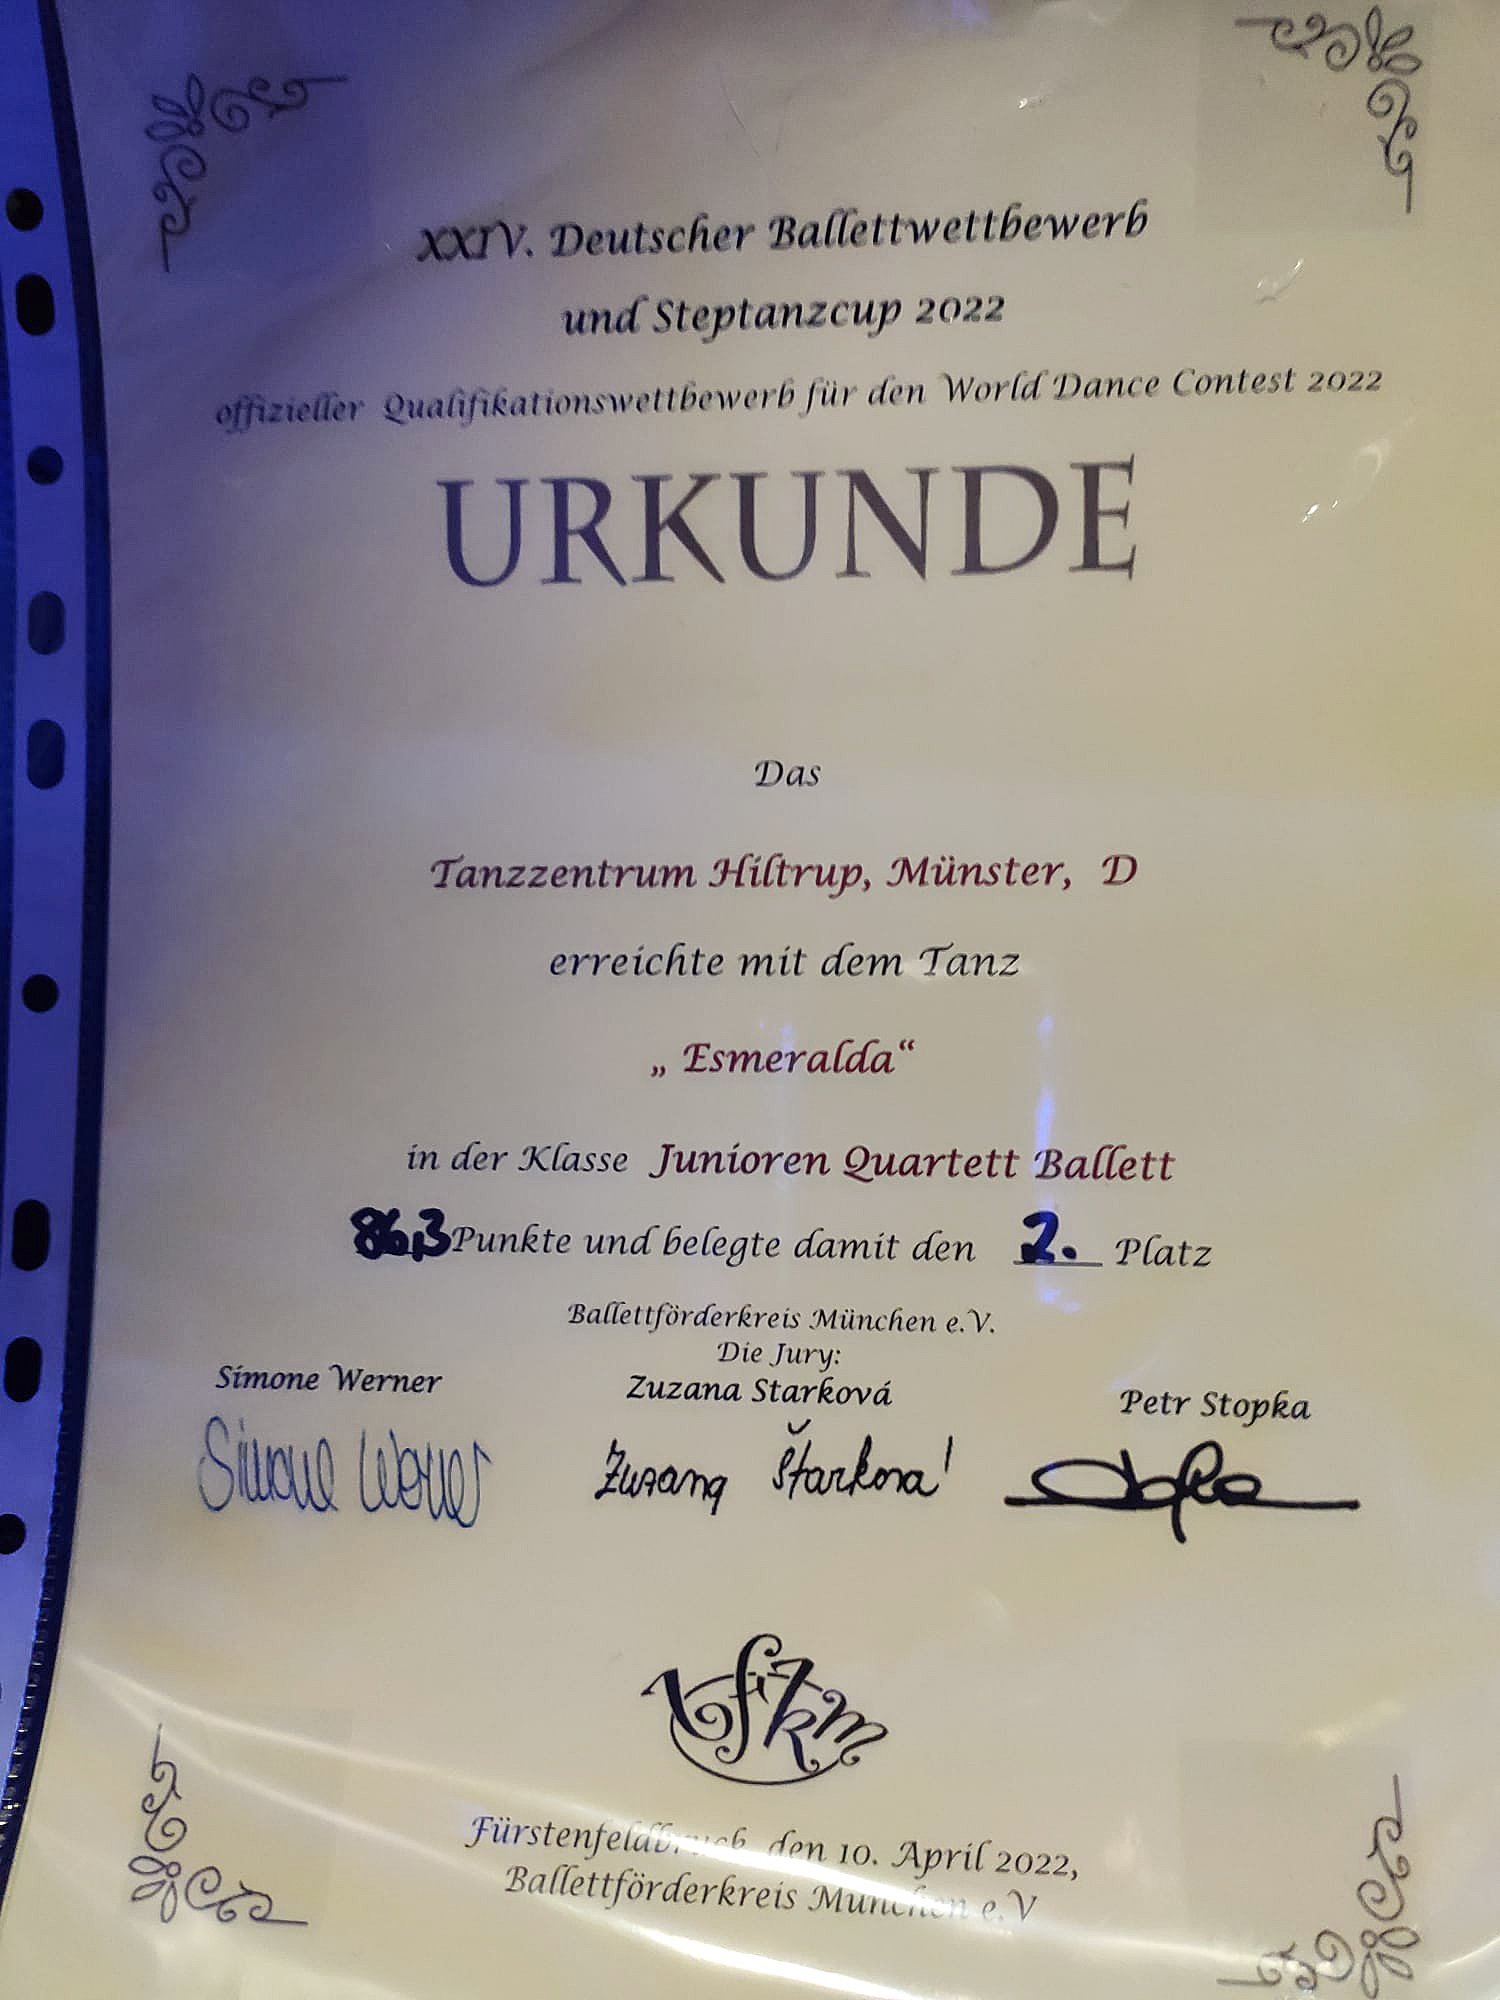 XXIV. Deutscher Ballettwettbewerb
und Steptanzcup 2022
offizieller Qualifikationswettbewerb für den World Dance Contest 2022
URKUNDE
Das
Tanzzentrum Hiltrup, Münster, D
erreichte mit dem Tanz
„ Esmeralda“
in der Klasse Junioren Quartett Ballett
86,3 Punkte und belegte damit den 2. Platz
Ballettförderkreis München e.V.
Die Jury:
Simone Werner Zuzana Starková Petr Stopka
Simone Werner Zuzana Štarkova!
bfkm
Fürstenfeldbruck, den 10. April 2022,
Ballettförderkreis München e.V